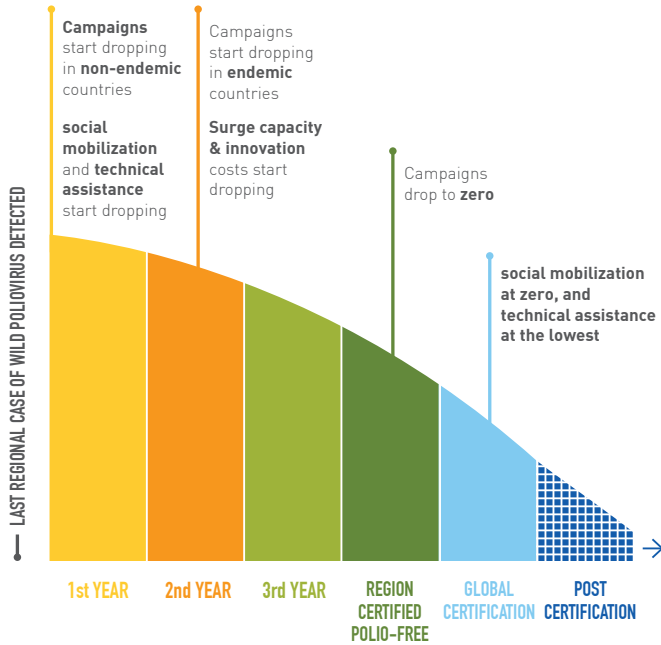 Campaigns
start dropping
in non-endemic
countries
social
mobilization
and technical
assistance
start dropping
Campaigns
start dropping
in endemic
countries
Surge capacity
& innovation
costs start
dropping
Campaigns
drop to zero
social mobilization
at zero, and
technical assistance
at the lowest
LAST REGIONAL CASE OF WILD POLIOVIRUS DETECTED
1st YEAR
2nd YEAR
3rd YEAR
REGION
CERTIFIED
POLIO-FREE
GLOBAL
CERTIFICATION
POST
CERTIFICATION